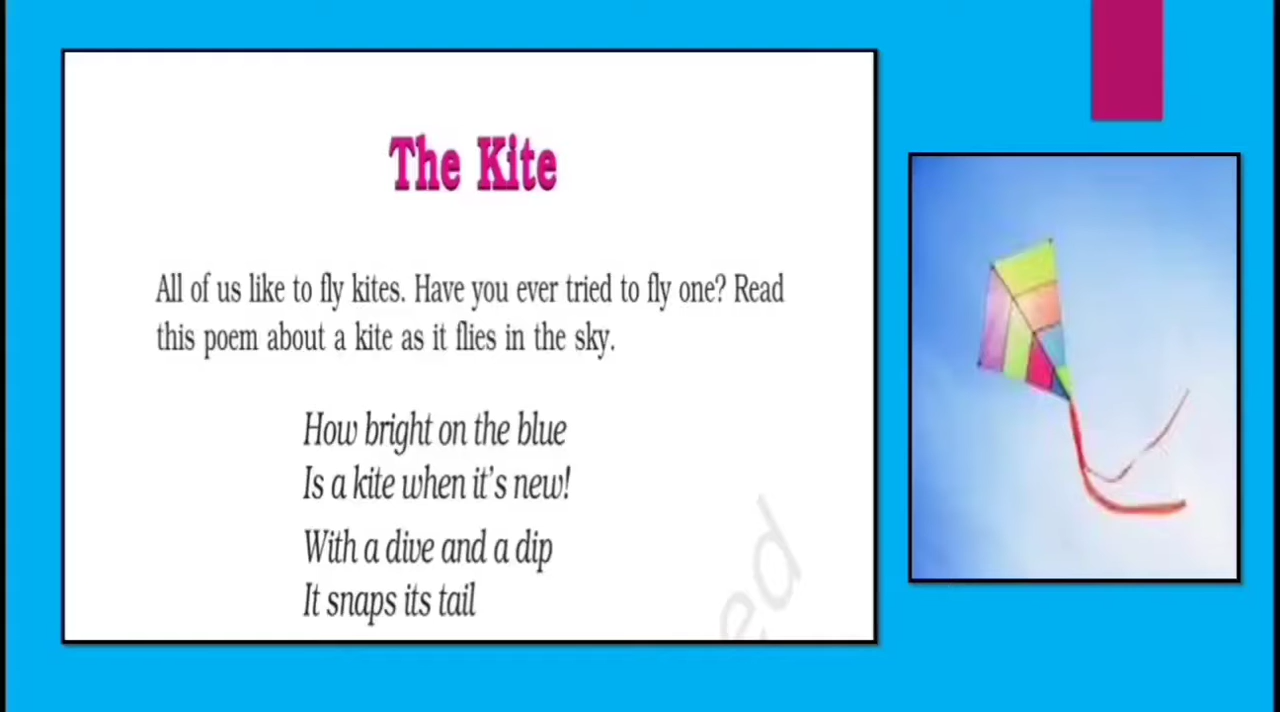 The Kite
All of us like to fly kites. Have you ever tried to fly one? Read
this poem about a kite as it flies in the sky.
How bright on the blue
Is a kite when it's new!
With a dive and a dip
It snaps its tail
ed